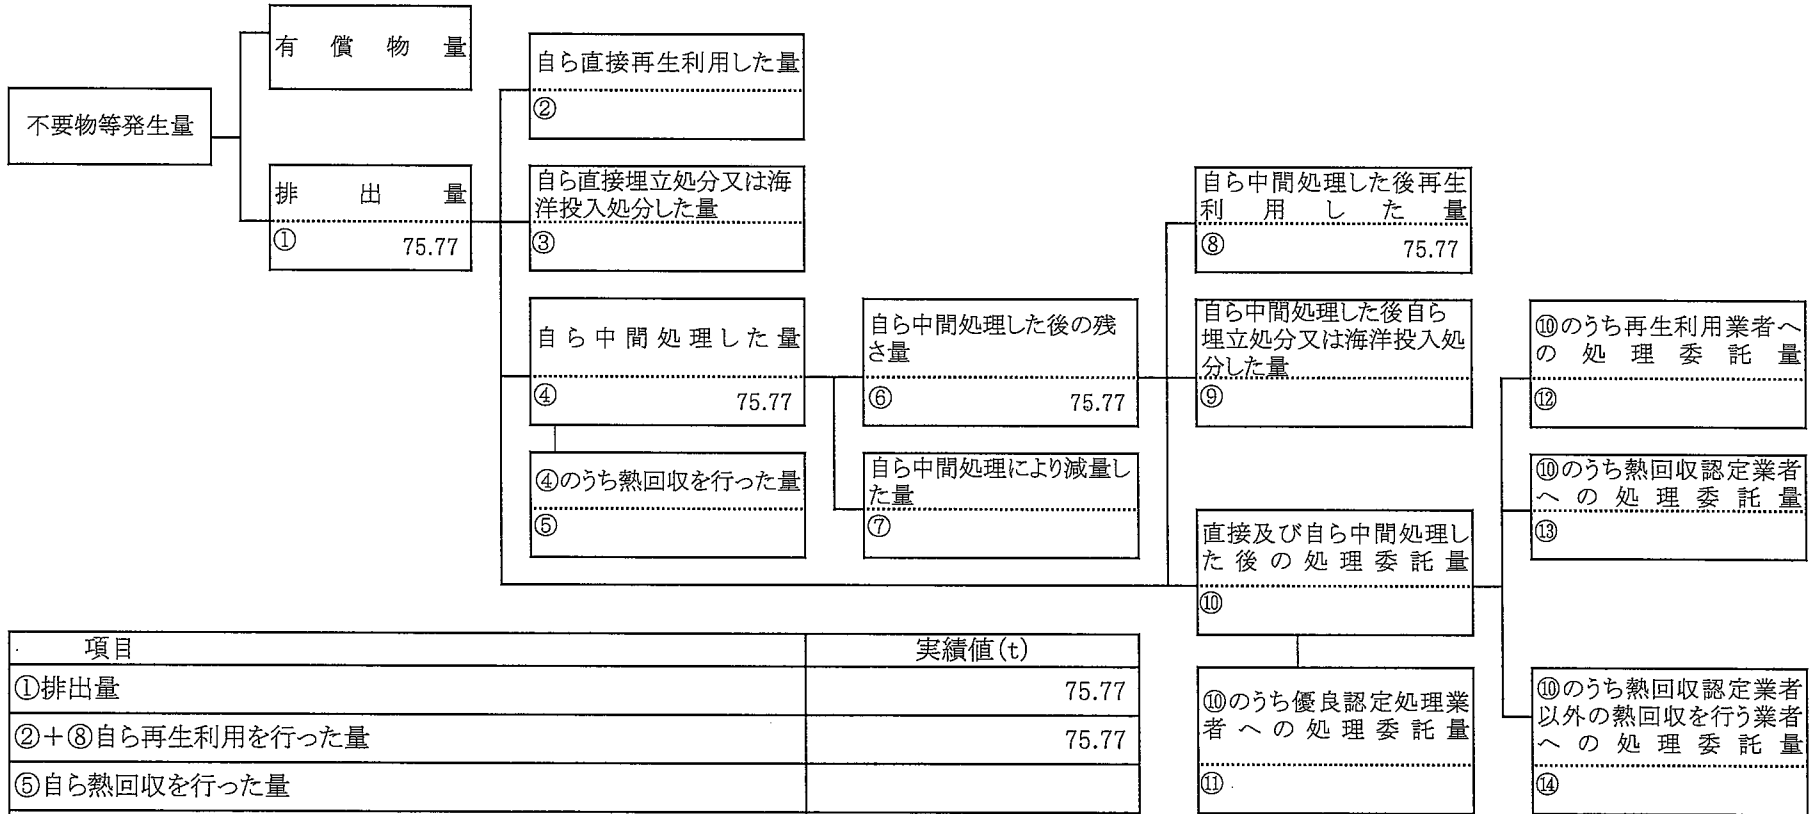 有償物量
不要物等発生量
排出量
① 75.77
自ら直接再生利用した量
②
自ら直接埋立処分又は海
洋投入処分した量
③
自ら中間処理した量
④ 75.77
④のうち熱回収を行った量
⑤
自ら中間処理した後の残
さ量
⑥ 75.77
自ら中間処理により減量し
た量
⑦
自ら中間処理した後再生
利用した量
⑧ 75.77
自ら中間処理した後自ら
埋立処分又は海洋投入処
分した量
⑨
直接及び自ら中間処理し
た後の処理委託量
⑩
⑩のうち優良認定処理業
者への処理委託量
⑪
⑩のうち再生利用業者へ
の処理委託量
⑫
⑩のうち熱回収認定業者
への処理委託量
⑬
⑩のうち熱回収認定業者
以外の熱回収を行う業者
への処理委託量
⑭
項目 実績値(t)
①排出量 75.77
②+⑧自ら再生利用を行った量 75.77
⑤自ら熱回収を行った量